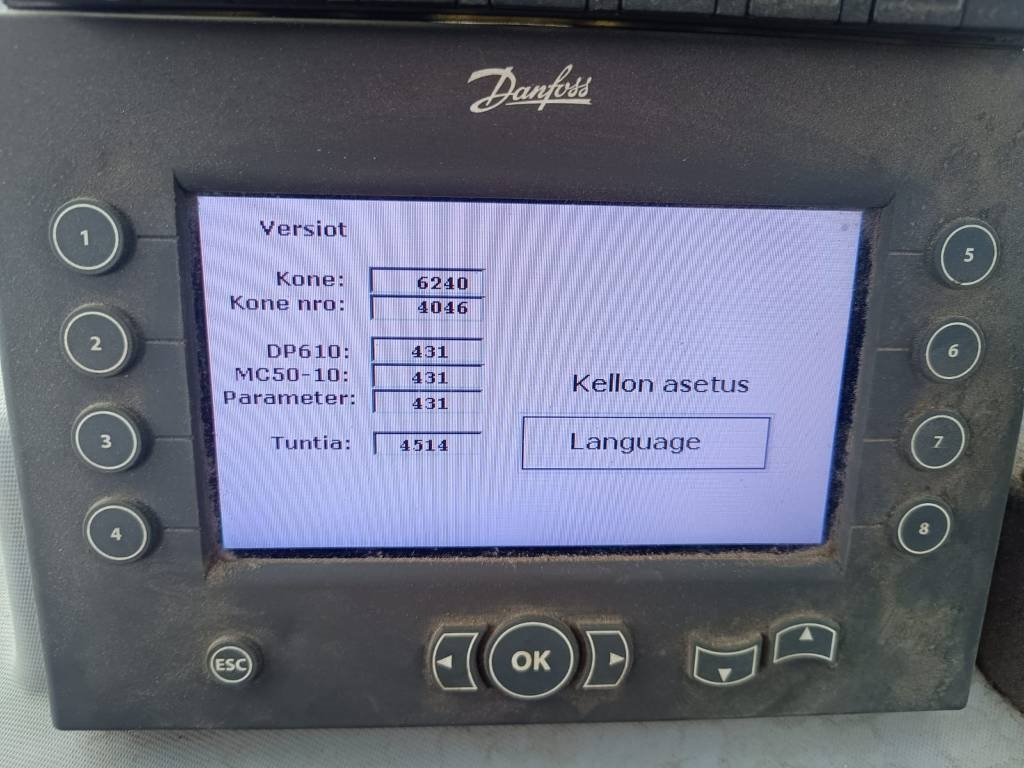 Danfoss
Versiot
Kone: 6240
Kone nro: 4046
DP610: 431
MC50-10: 431
Parameter: 431
Tuntia: 4514
Kellon asetus
Language
1
2
3
4
5
6
7
8
ESC
OK